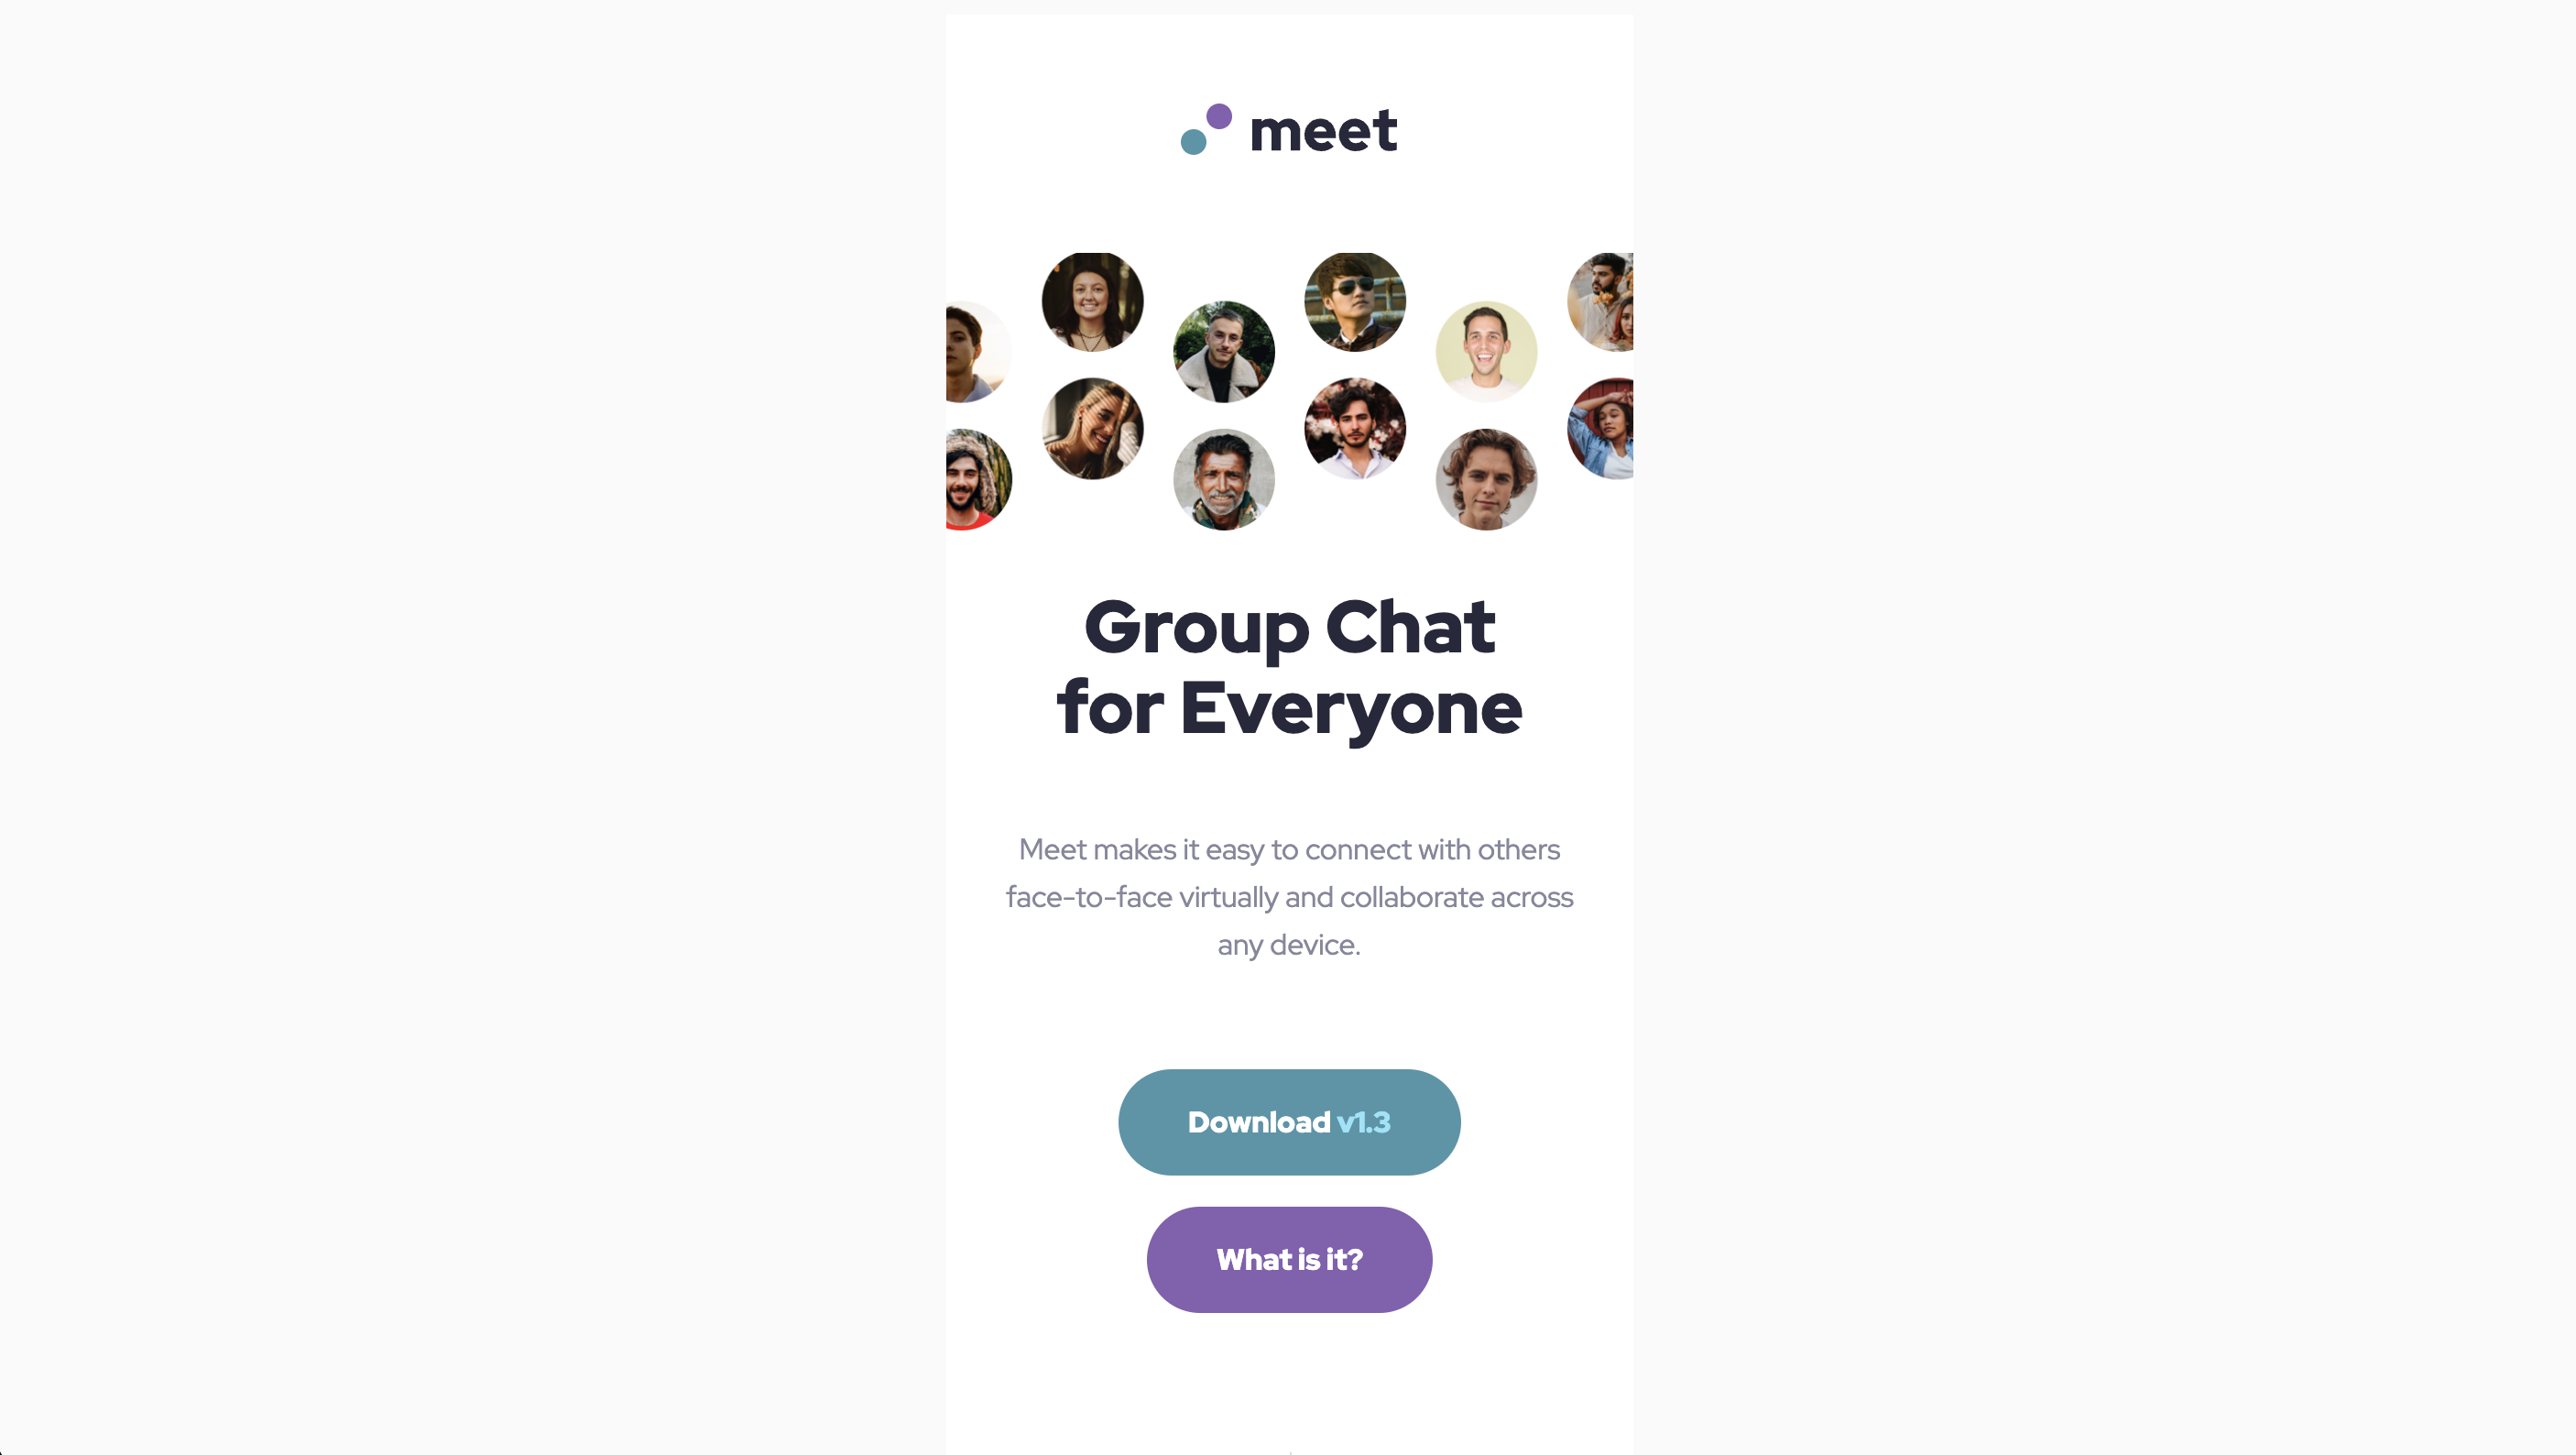 meet
Group Chat
for Everyone
Meet makes it easy to connect with others
face-to-face virtually and collaborate across
any device.
Download v1.3
What is it?